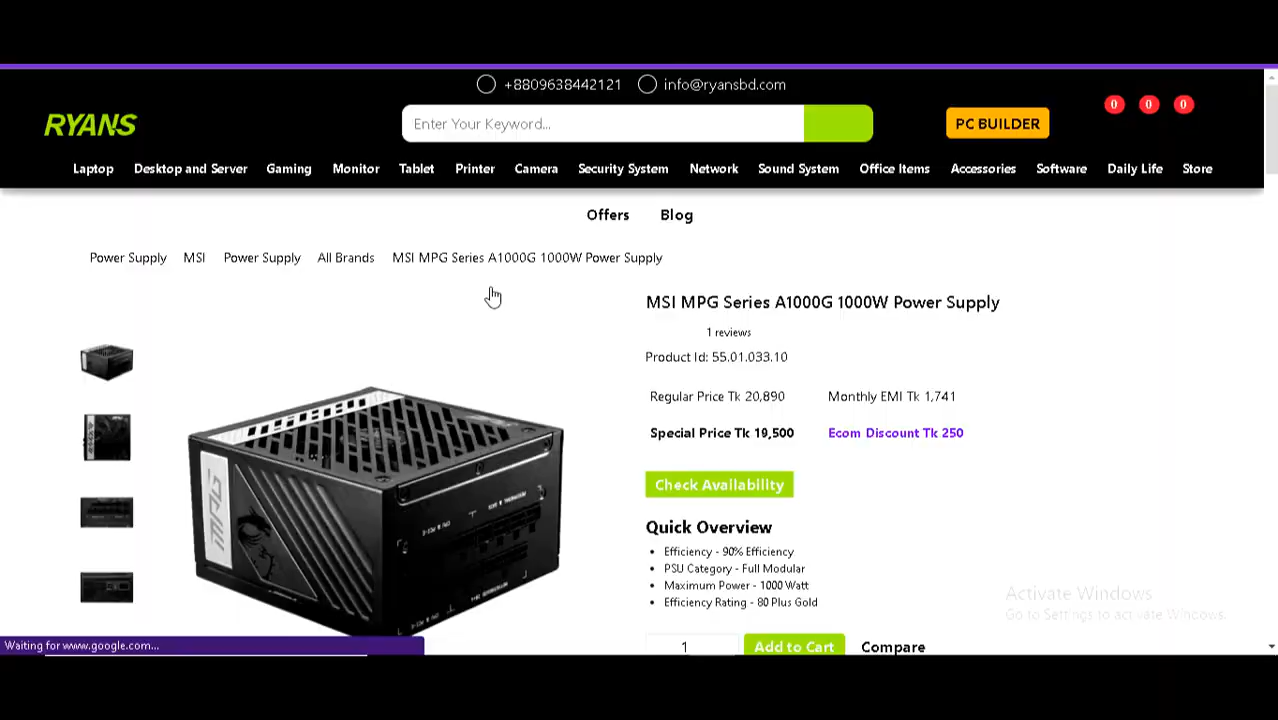 +8809638442121 info@ryansbd.com
RYANS
Enter Your Keyword...
PC BUILDER
0 0 0
Laptop Desktop and Server Gaming Monitor Tablet Printer Camera Security System Network Sound System Office Items Accessories Software Daily Life Store
Offers Blog
Power Supply MSI Power Supply All Brands MSI MPG Series A1000G 1000W Power Supply
MSI MPG Series A1000G 1000W Power Supply
1 reviews
Product Id: 55.01.033.10
Regular Price Tk 20,890 Monthly EMI Tk 1,741
Special Price Tk 19,500 Ecom Discount Tk 250
Check Availability
Quick Overview
• Efficiency - 90% Efficiency
• PSU Category - Full Modular
• Maximum Power - 1000 Watt
• Efficiency Rating - 80 Plus Gold
MPG
Activate Windows
Go to Settings to activate Windows.
1 Add to Cart Compare
Waiting for www.google.com...